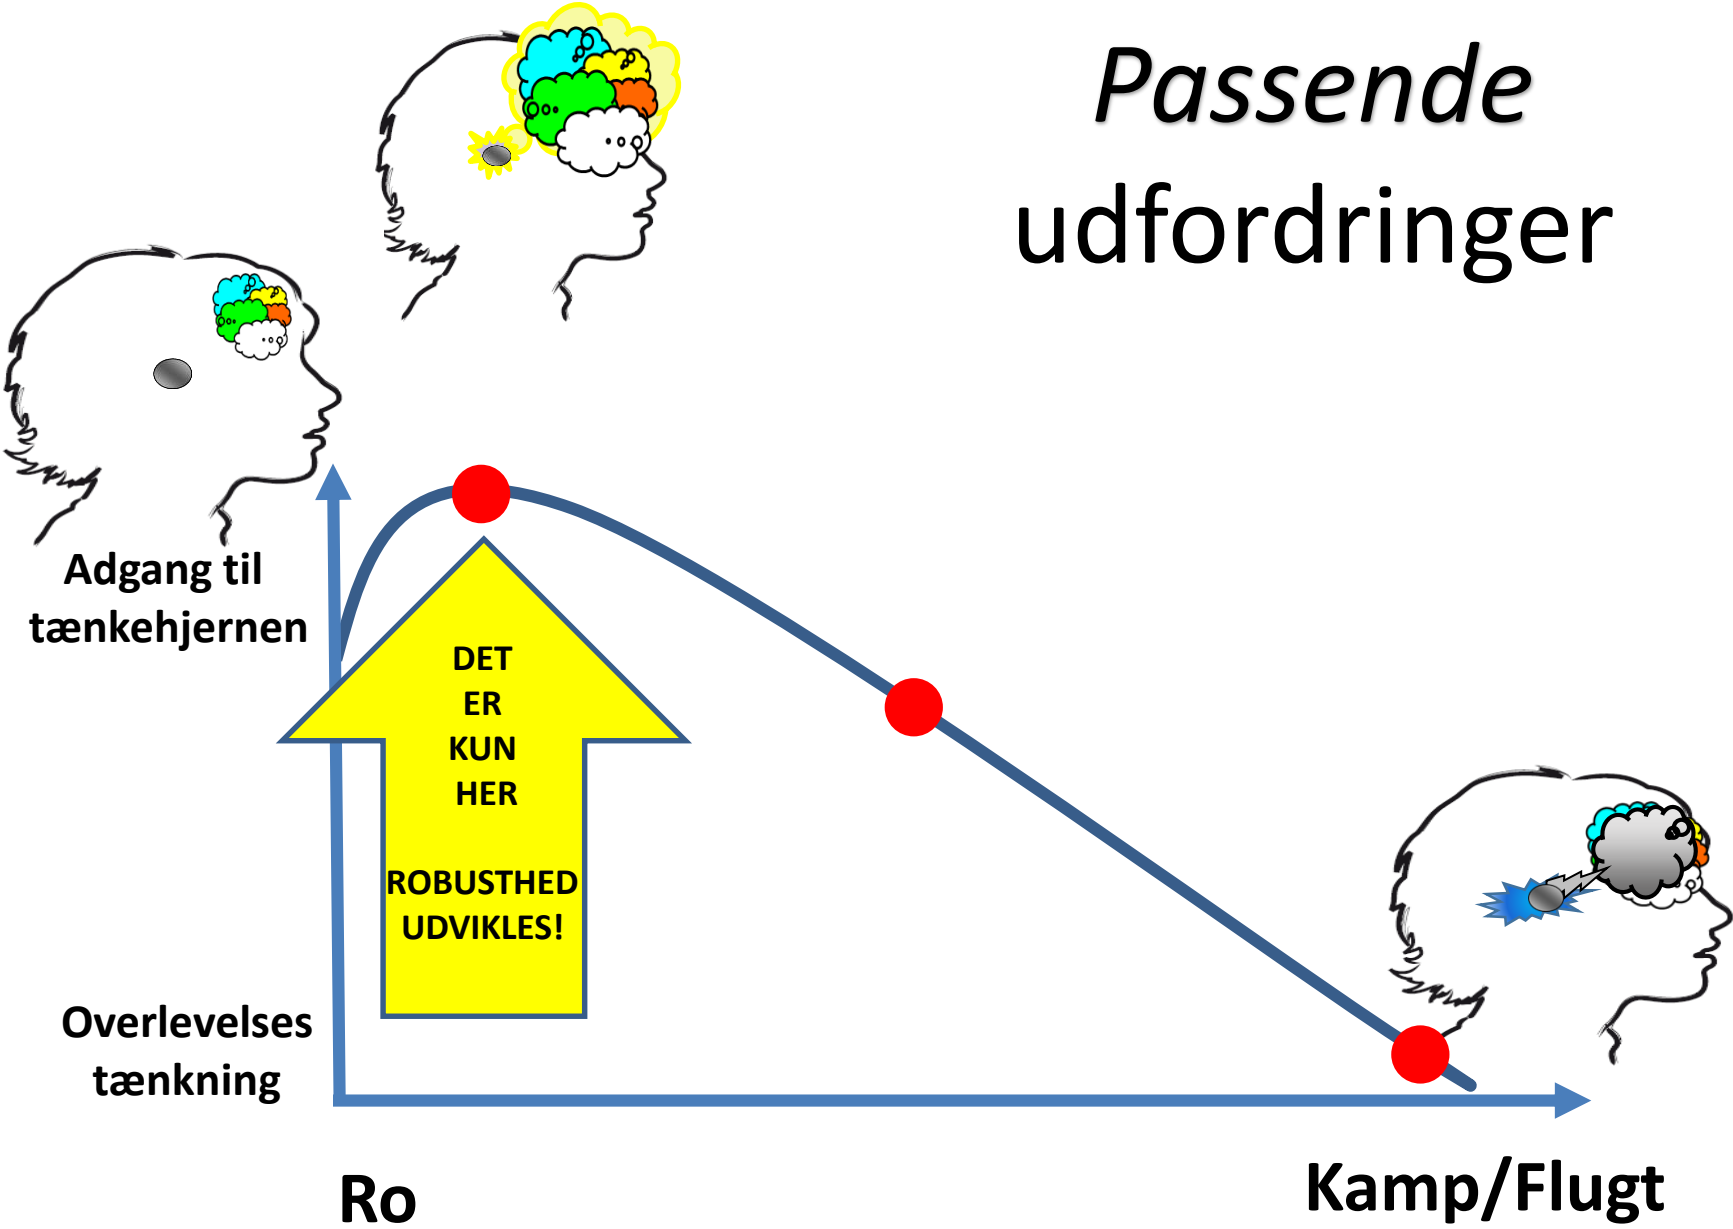 Passende
udfordringer
Adgang til
tænkehjernen
DET
ER
KUN
HER
ROBUSTHED
UDVIKLES!
Overlevelses
tænkning
Ro
Kamp/Flugt